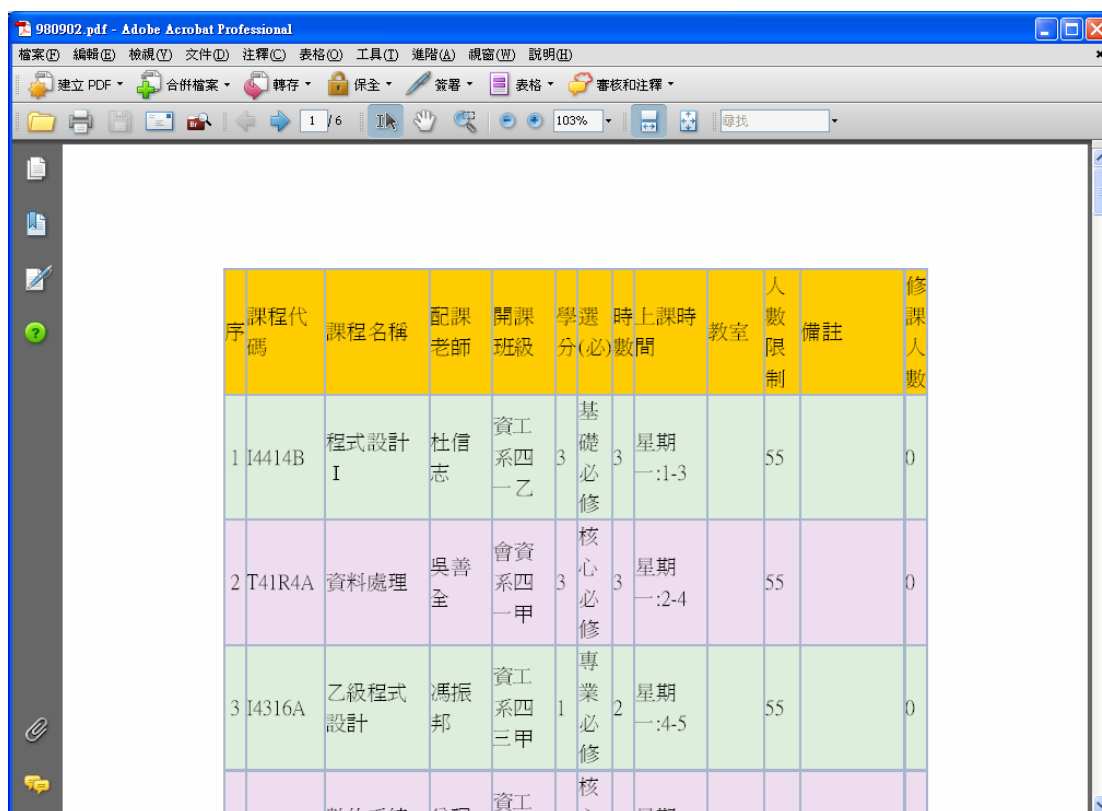 980902.pdf - Adobe Acrobat Professional
檔案(F) 編輯(E) 檢視(V) 文件(D) 注釋(C) 表格(O) 工具(T) 進階(A) 視窗(W) 說明(H)
建立 PDF 合併檔案 轉存 保全 簽署 表格 審核和注釋
1 / 6 103% 尋找
序 課程代碼 課程名稱 配課老師 開課班級 學分 選(必) 時數 上課時間 教室 人數限制 備註 修課人數
1 I4414B 程式設計 I 杜信志 資工系四一乙 3 基礎必修 3 星期一:1-3 55 0
2 T41R4A 資料處理 吳善全 會資系四一甲 3 核心必修 3 星期一:2-4 55 0
3 I4316A 乙級程式設計 馮振邦 資工系四三甲 1 專業必修 2 星期一:4-5 55 0
資工 核